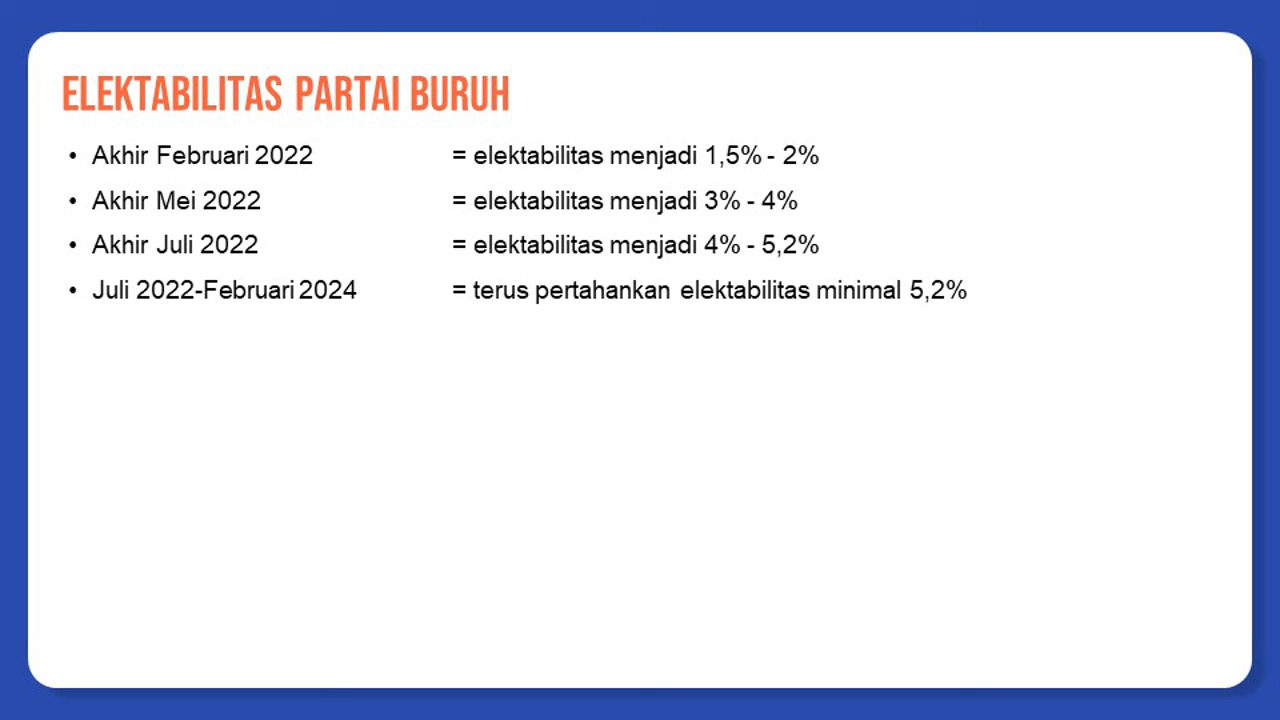 ELEKTABILITAS PARTAI BURUH
• Akhir Februari 2022 = elektabilitas menjadi 1,5% - 2%
• Akhir Mei 2022 = elektabilitas menjadi 3% - 4%
• Akhir Juli 2022 = elektabilitas menjadi 4% - 5,2%
• Juli 2022-Februari 2024 = terus pertahankan elektabilitas minimal 5,2%